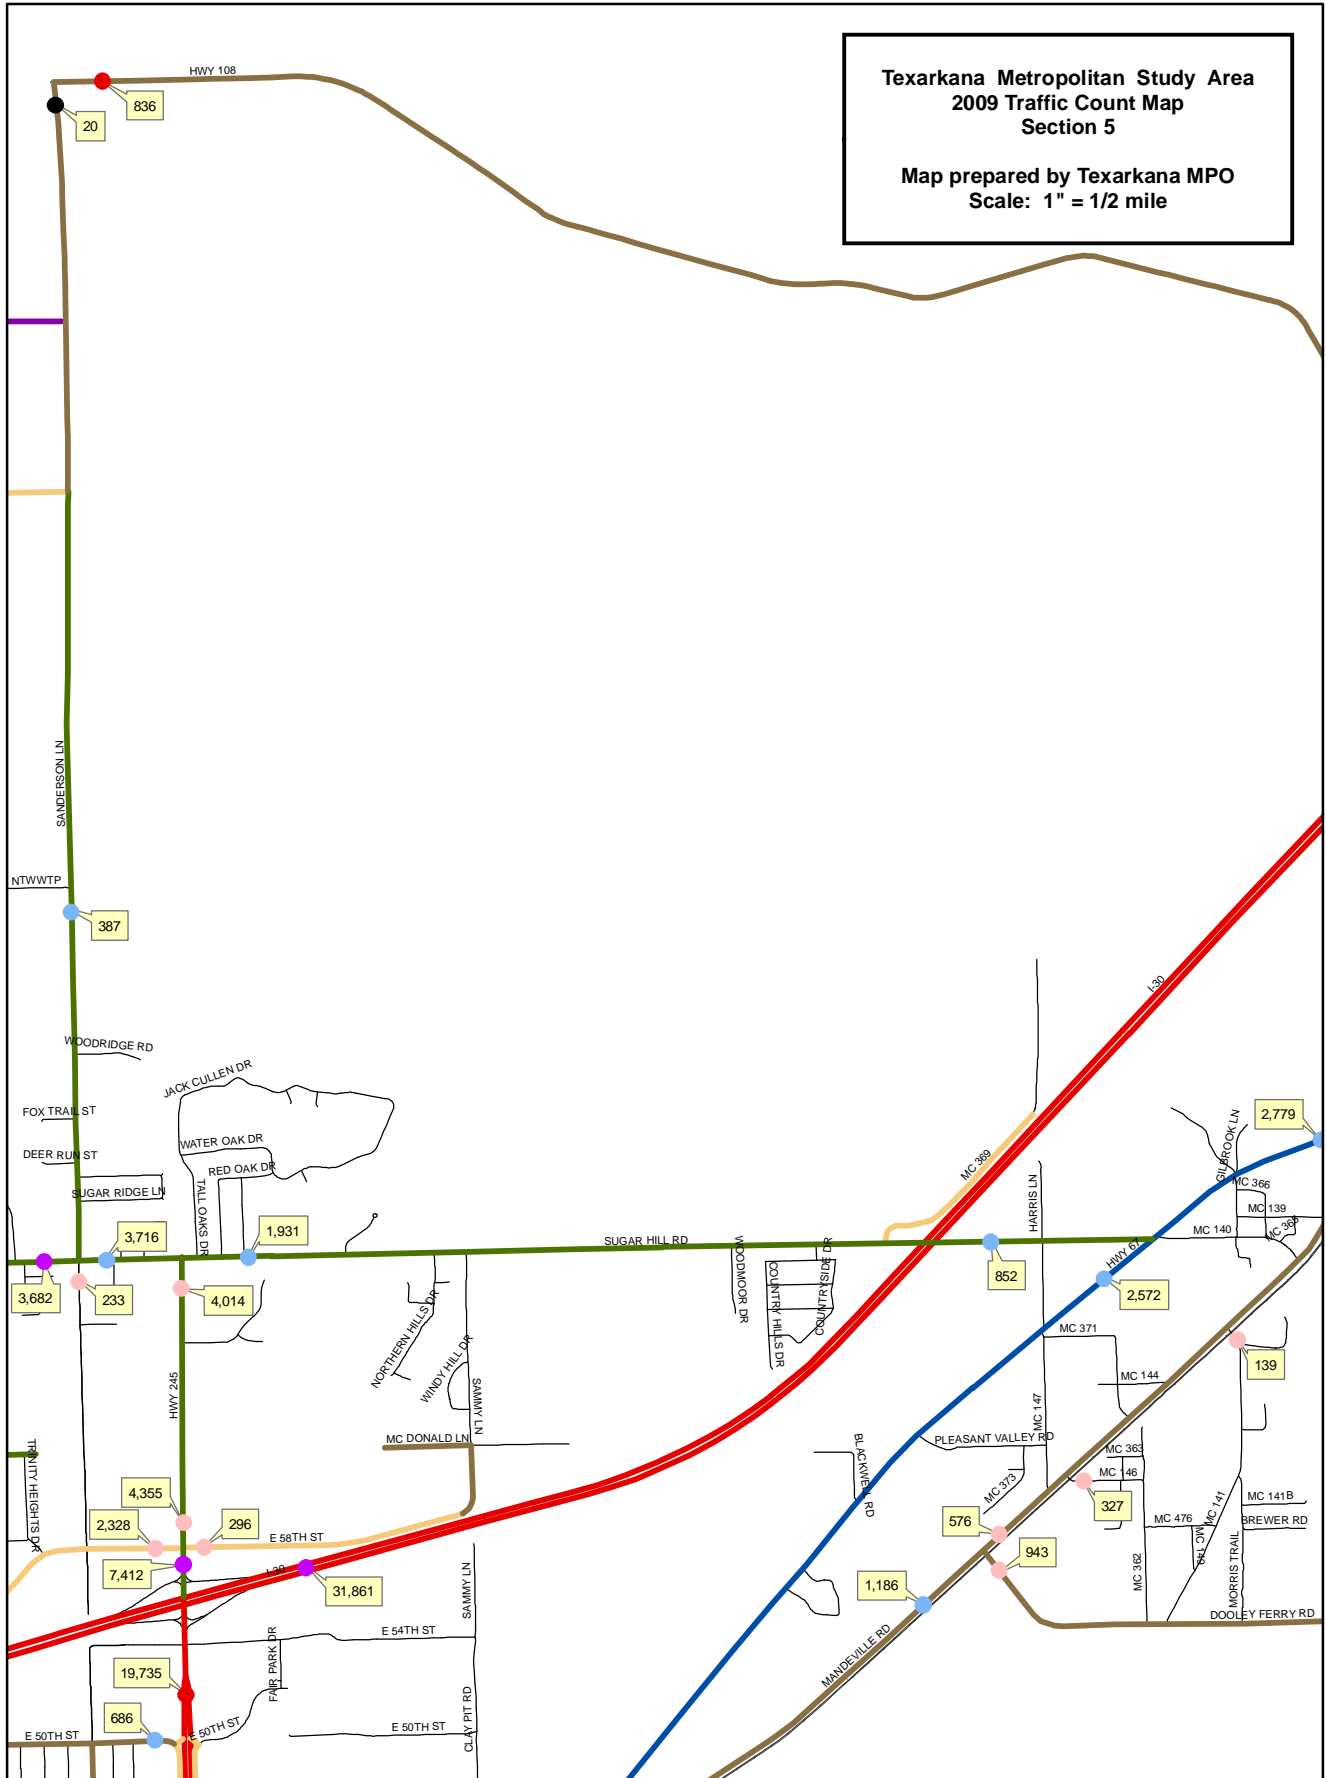 HWY 108
836
20
Texarkana Metropolitan Study Area
2009 Traffic Count Map
Section 5
Map prepared by Texarkana MPO
Scale: 1" = 1/2 mile
SANDERSON LN
NTWWTP
387
I-30
WOODRIDGE RD
JACK CULLEN DR
FOX TRAIL ST
WATER OAK DR
DEER RUN ST
RED OAK DR
SUGAR RIDGE LN
TALL OAKS DR
2,779
GILBROOK LN
MC 369
HARRIS LN
MC 366
MC 139
MC 365
MC 140
3,716
1,931
SUGAR HILL RD
WOODMOOR DR
COUNTRYSIDE DR
COUNTRY HILLS DR
HWY 67
852
2,572
3,682
233
4,014
NORTHERN HILLS DR
WINDY HILL DR
SAMMY LN
HWY 245
MC 371
139
MC 144
MC 147
MC DONALD LN
TRINITY HEIGHTS DR
BLACKWELL RD
PLEASANT VALLEY RD
MC 363
MC 146
MC 373
327
MC 141
MC 141B
BREWER RD
MC 476
MC 149
MC 362
MORRIS TRAIL
4,355
2,328
296
E 58TH ST
7,412
I-30
31,861
576
943
1,186
SAMMY LN
DOOLEY FERRY RD
MANDEVILLE RD
E 54TH ST
FAIR PARK DR
19,735
686
E 50TH ST
E 50TH ST
E 50TH ST
CLAY PIT RD